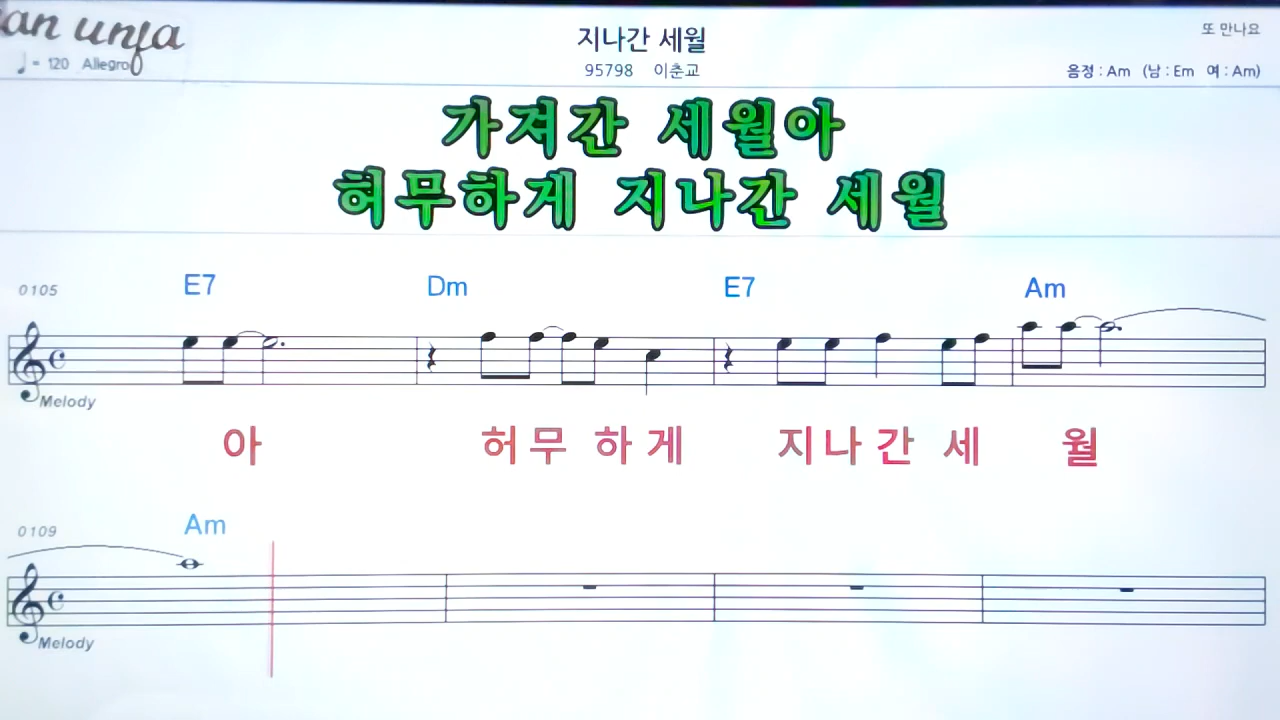 지나간 세월
또 만나요
♩= 120 Allegro
95798 이춘교
음정 : Am (남 : Em 여 : Am)
가져간 세월아
허무하게 지나간 세월
0105 E7 Dm E7 Am
Melody
아 허무 하게 지나간 세 월
0109 Am
Melody